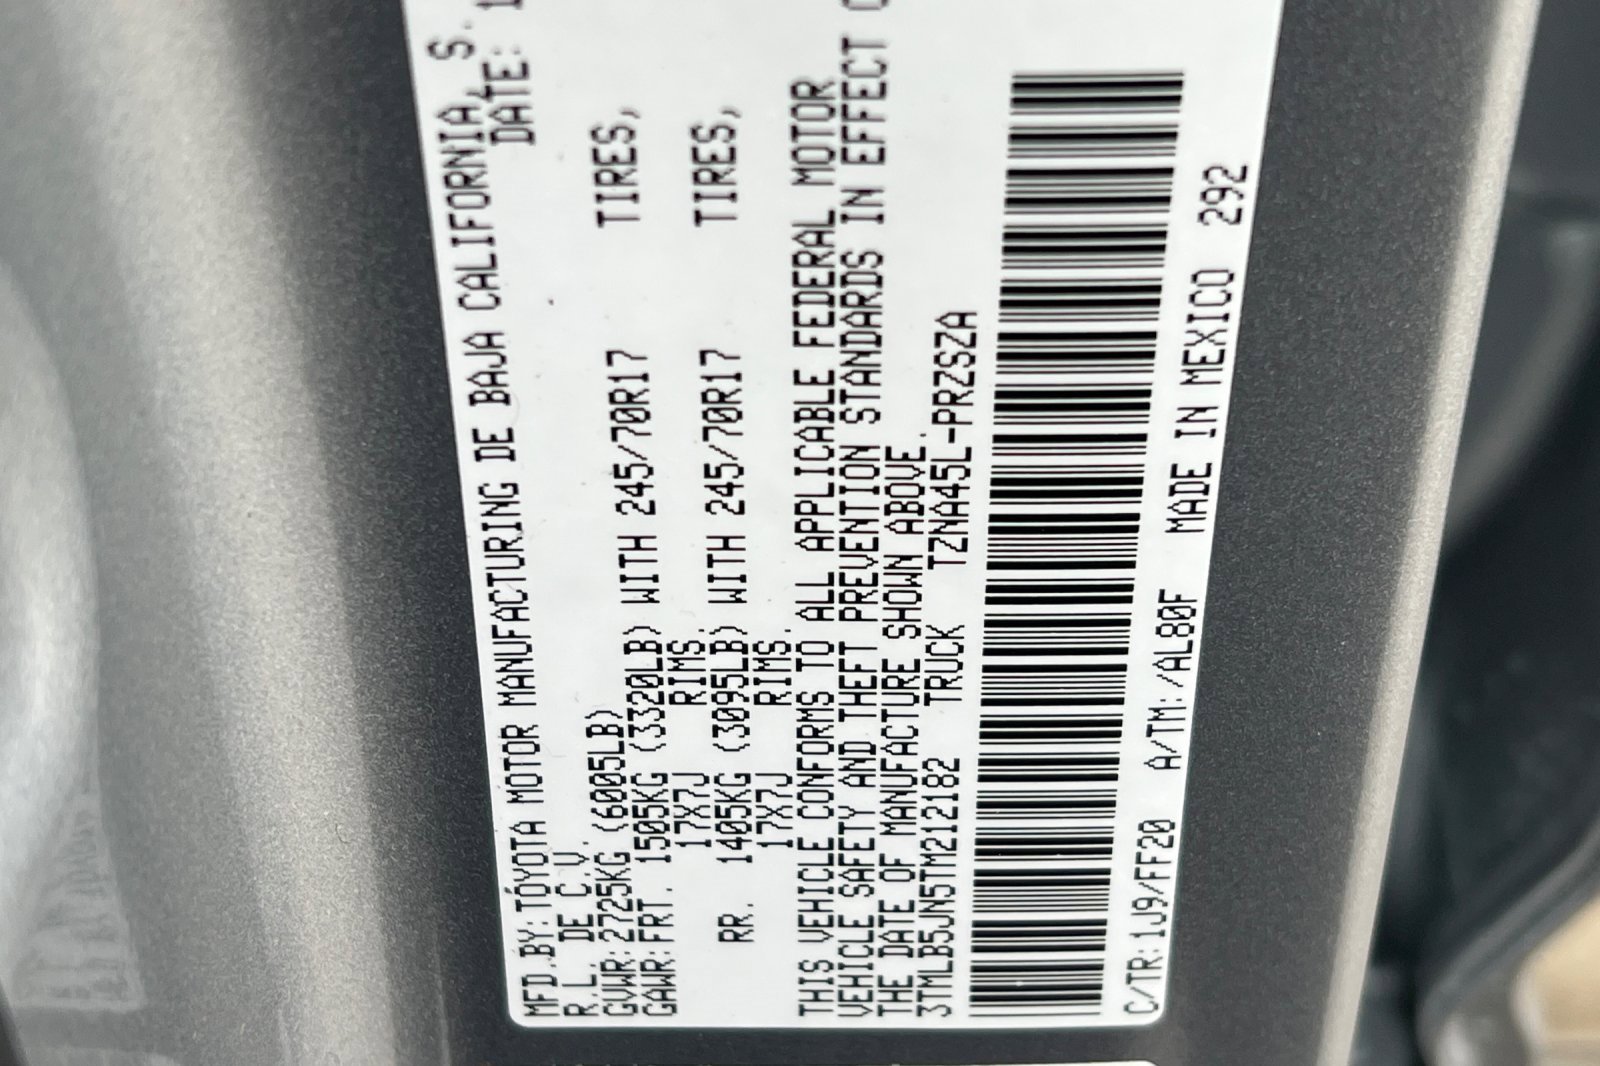 MFD.BY:TOYOTA MOTOR MANUFACTURING DE BAJA CALIFORNIA, S.
R.L. DE C.V. DATE: 1
GVWR:2725KG (6005LB)
GAWR:FRT. 1505KG (3320LB) WITH 245/70R17 TIRES,
17X7J RIMS.
RR. 1405KG (3095LB) WITH 245/70R17 TIRES,
17X7J RIMS.
THIS VEHICLE CONFORMS TO ALL APPLICABLE FEDERAL MOTOR
VEHICLE SAFETY AND THEFT PREVENTION STANDARDS IN EFFECT O
THE DATE OF MANUFACTURE SHOWN ABOVE.
3TMLB5JN5TM212182 TRUCK TZNA45L-PRZSZA
C/TR:1J9/FF20 A/TM:/AL80F MADE IN MEXICO 292